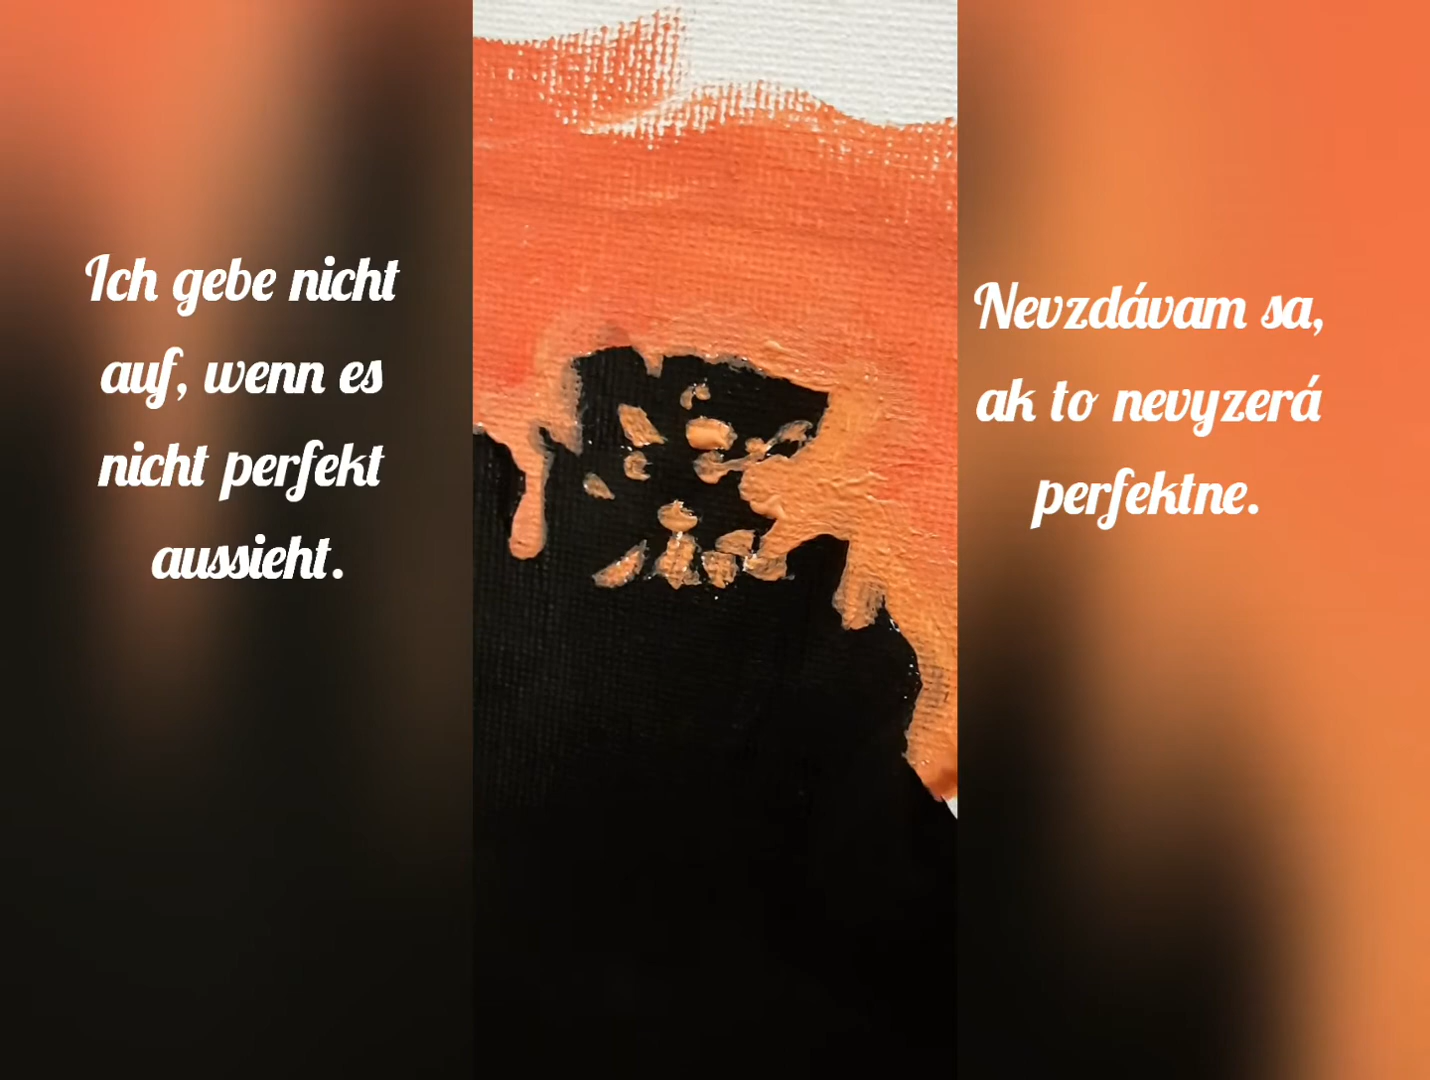 Ich gebe nicht
auf, wenn es
nicht perfekt
aussieht.
Nevzdávam sa,
ak to nevyzerá
perfektne.